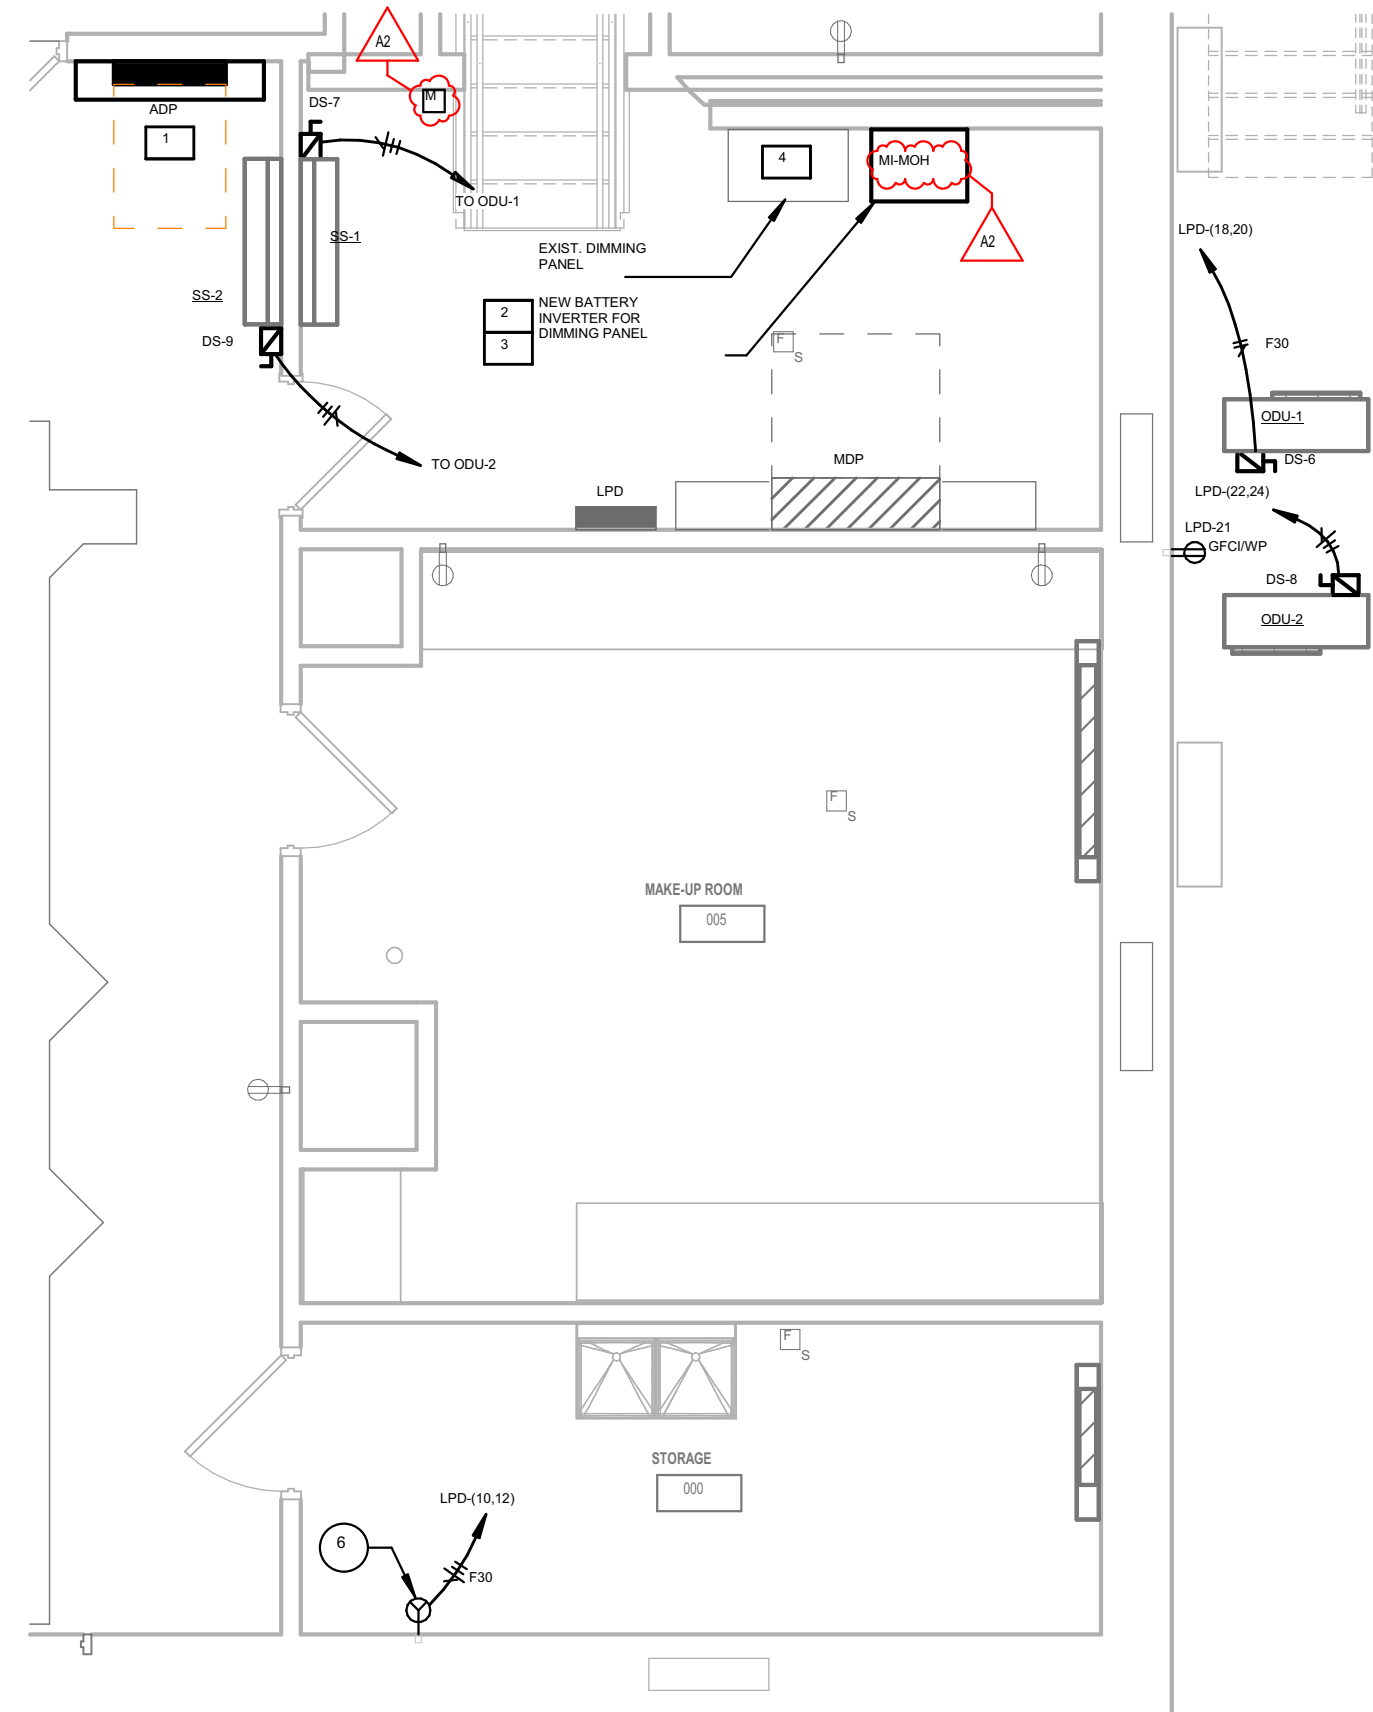 A2
M
DS-7
ADP
1
TO ODU-1
4
MI-MOH
A2
SS-1
SS-2
DS-9
EXIST. DIMMING
PANEL
2
3
NEW BATTERY
INVERTER FOR
DIMMING PANEL
F
S
LPD-(18,20)
F30
ODU-1
DS-6
TO ODU-2
MDP
LPD
LPD-(22,24)
LPD-21
GFCI/WP
DS-8
ODU-2
F
S
MAKE-UP ROOM
005
F
S
STORAGE
000
LPD-(10,12)
6
F30